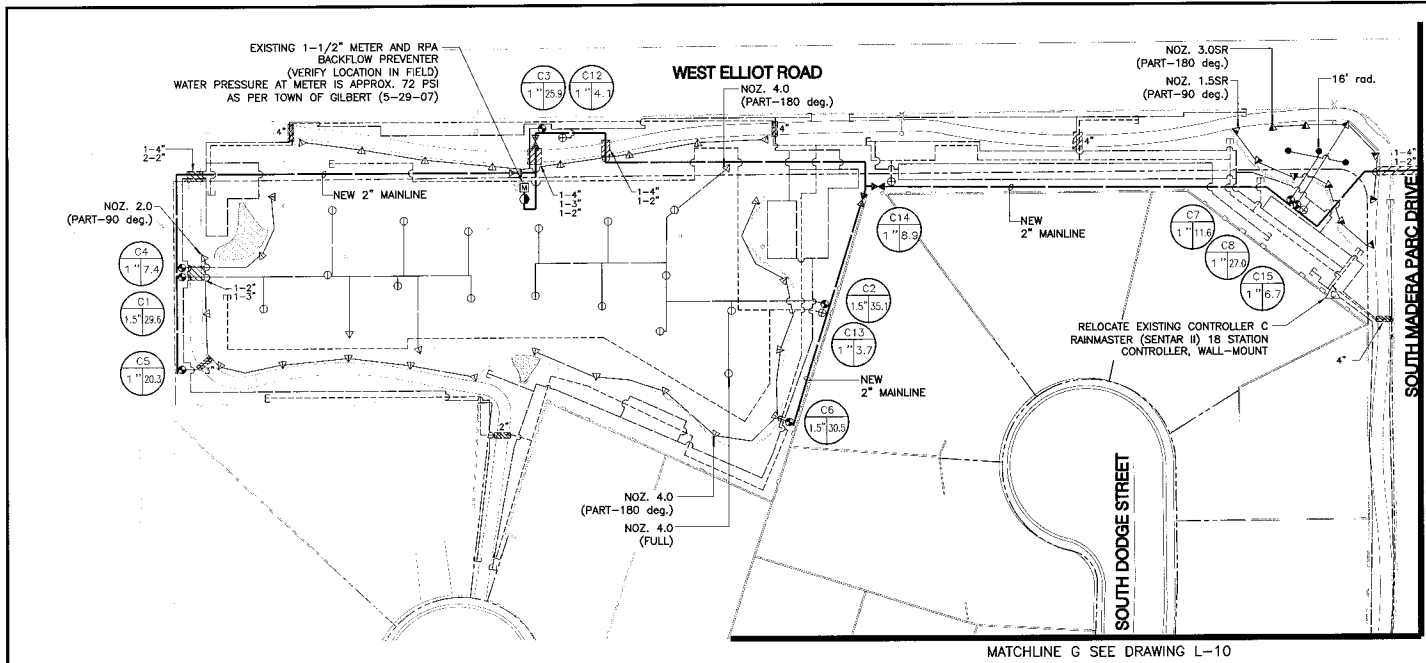 EXISTING 1-1/2" METER AND RPA
BACKFLOW PREVENTER
(VERIFY LOCATION IN FIELD)
WATER PRESSURE AT METER IS APPROX. 72 PSI
AS PER TOWN OF GILBERT (5-29-07)
C3
1" 25.9
C12
1" 4.1
WEST ELLIOT ROAD
NOZ. 4.0
(PART-180 deg.)
NOZ. 3.0SR
(PART-180 deg.)
NOZ. 1.5SR
(PART-90 deg.)
16' rad.
4"
4"
4"
1-4"
2-2"
1-4"
1-2"
NEW 2" MAINLINE
M
1-4"
1-3"
1-2"
1-4"
1-2"
NOZ. 2.0
(PART-90 deg.)
C14
1" 8.9
NEW
2" MAINLINE
C7
1" 11.6
C8
1" 27.0
C15
1" 6.7
C4
1" 7.4
1-2"
1-3"
C1
1.5" 29.6
C5
1" 20.3
C2
1.5" 35.1
C13
1" 3.7
RELOCATE EXISTING CONTROLLER C
RAINMASTER (SENTAR II) 18 STATION
CONTROLLER, WALL-MOUNT
4"
NEW
2" MAINLINE
C6
1.5" 30.5
2"
NOZ. 4.0
(PART-180 deg.)
NOZ. 4.0
(FULL)
SOUTH DODGE STREET
SOUTH MADERA PARC DRIVE
MATCHLINE G SEE DRAWING L-10